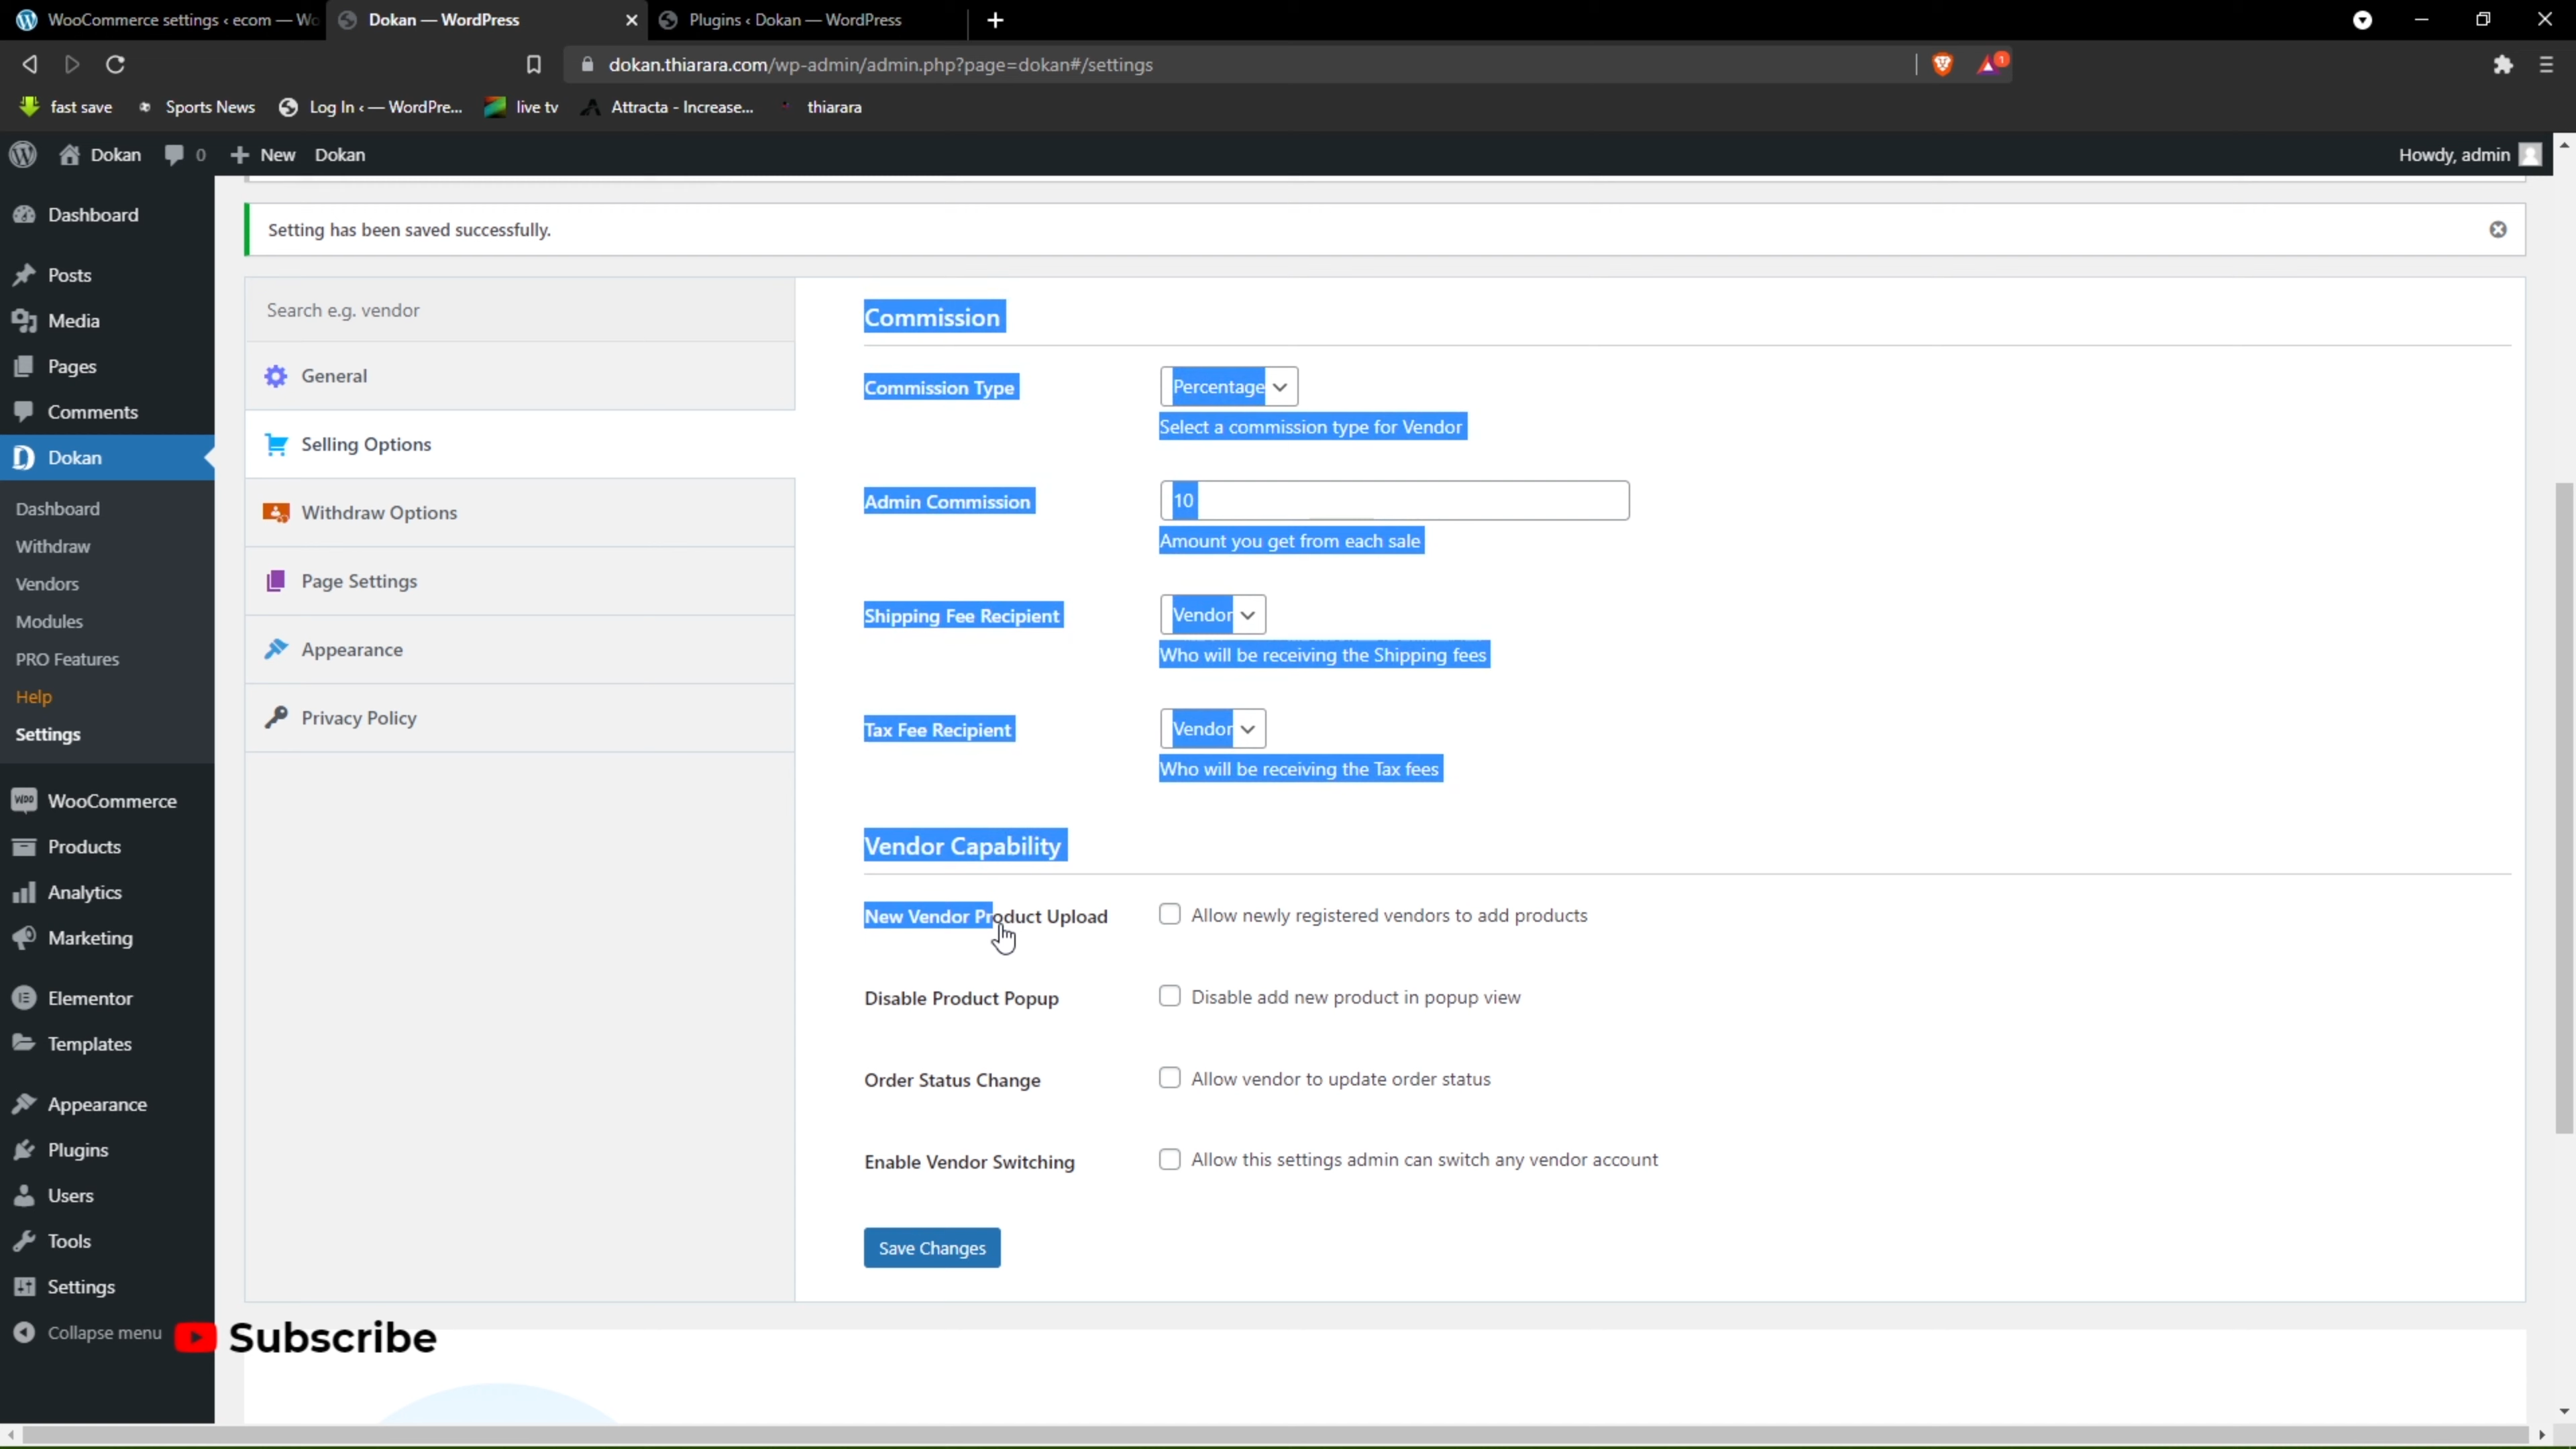 WooCommerce settings ‹ ecom — Wo
Dokan — WordPress
Plugins ‹ Dokan — WordPress
dokan.thiarara.com/wp-admin/admin.php?page=dokan#/settings
1
fast save
Sports News
Log In ‹ — WordPre...
live tv
Attracta - Increase...
thiarara
Dokan
0
New
Dokan
Howdy, admin
Dashboard
Posts
Media
Pages
Comments
Dokan
Dashboard
Withdraw
Vendors
Modules
PRO Features
Help
Settings
WooCommerce
Products
Analytics
Marketing
Elementor
Templates
Appearance
Plugins
Users
Tools
Settings
Collapse menu
Setting has been saved successfully.
Search e.g. vendor
General
Selling Options
Withdraw Options
Page Settings
Appearance
Privacy Policy
Commission
Commission Type
Percentage
Select a commission type for Vendor
Admin Commission
10
Amount you get from each sale
Shipping Fee Recipient
Vendor
Who will be receiving the Shipping fees
Tax Fee Recipient
Vendor
Who will be receiving the Tax fees
Vendor Capability
New Vendor Product Upload
Allow newly registered vendors to add products
Disable Product Popup
Disable add new product in popup view
Order Status Change
Allow vendor to update order status
Enable Vendor Switching
Allow this settings admin can switch any vendor account
Save Changes
Subscribe